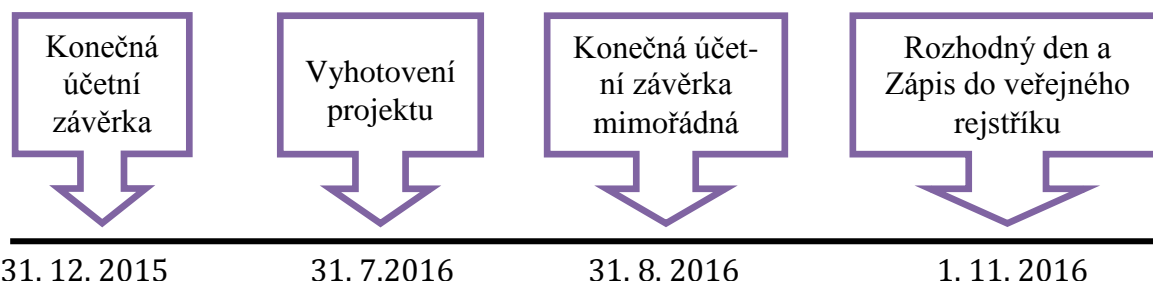 Konečná
účetní
závěrka
Vyhotovení
projektu
Konečná účet-
ní závěrka
mimořádná
Rozhodný den a
Zápis do veřejného
rejstříku
31. 12. 2015
31. 7.2016
31. 8. 2016
1. 11. 2016